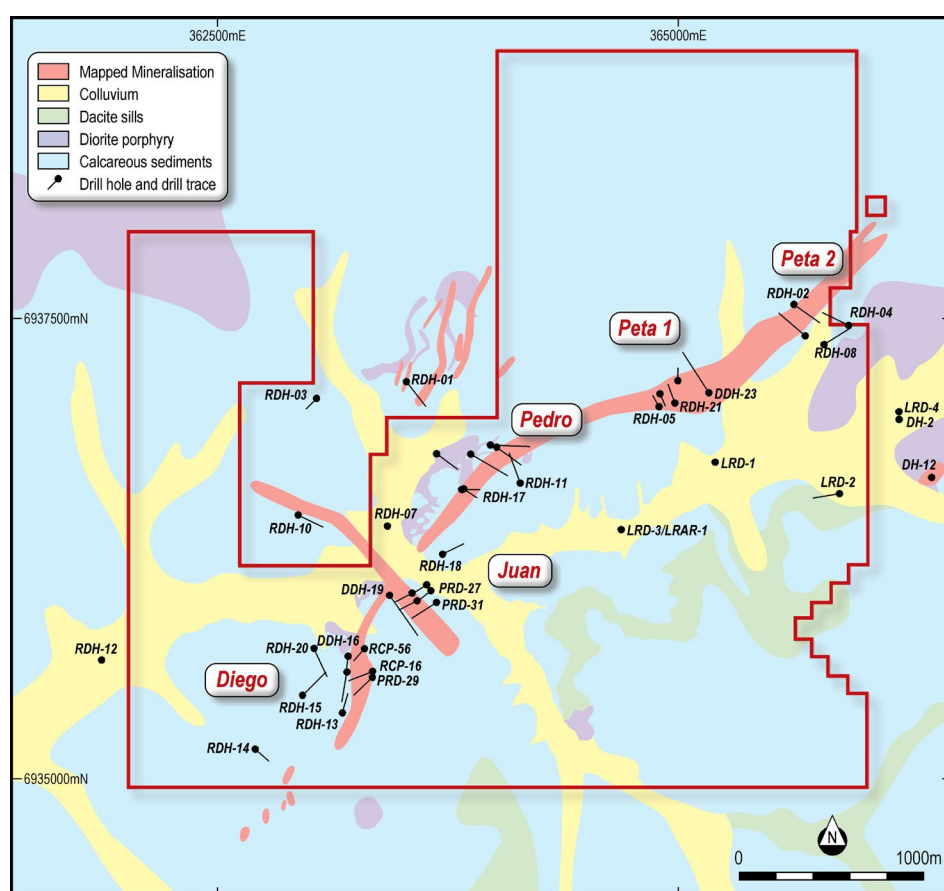 362500mE
365000mE
Mapped Mineralisation
Colluvium
Dacite sills
Diorite porphyry
Calcareous sediments
Drill hole and drill trace
Peta 2
RDH-02
6937500mN
RDH-04
Peta 1
RDH-08
RDH-01
RDH-03
DDH-23
RDH-21
RDH-05
LRD-4
DH-2
Pedro
LRD-1
DH-12
RDH-11
LRD-2
RDH-17
RDH-10
RDH-07
LRD-3/LRAR-1
RDH-18
Juan
DDH-19
PRD-27
PRD-31
DDH-16
RDH-20
RCP-56
RDH-12
RCP-16
Diego
PRD-29
RDH-15
RDH-13
RDH-14
6935000mN
N
0
1000m